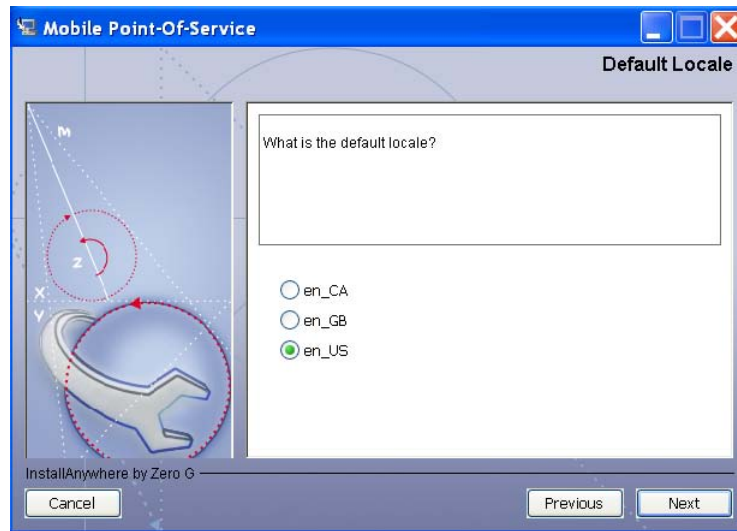 Mobile Point-Of-Service
Default Locale
M
Z
X
Y
What is the default locale?
en_CA
en_GB
en_US
InstallAnywhere by Zero G
Cancel
Previous
Next